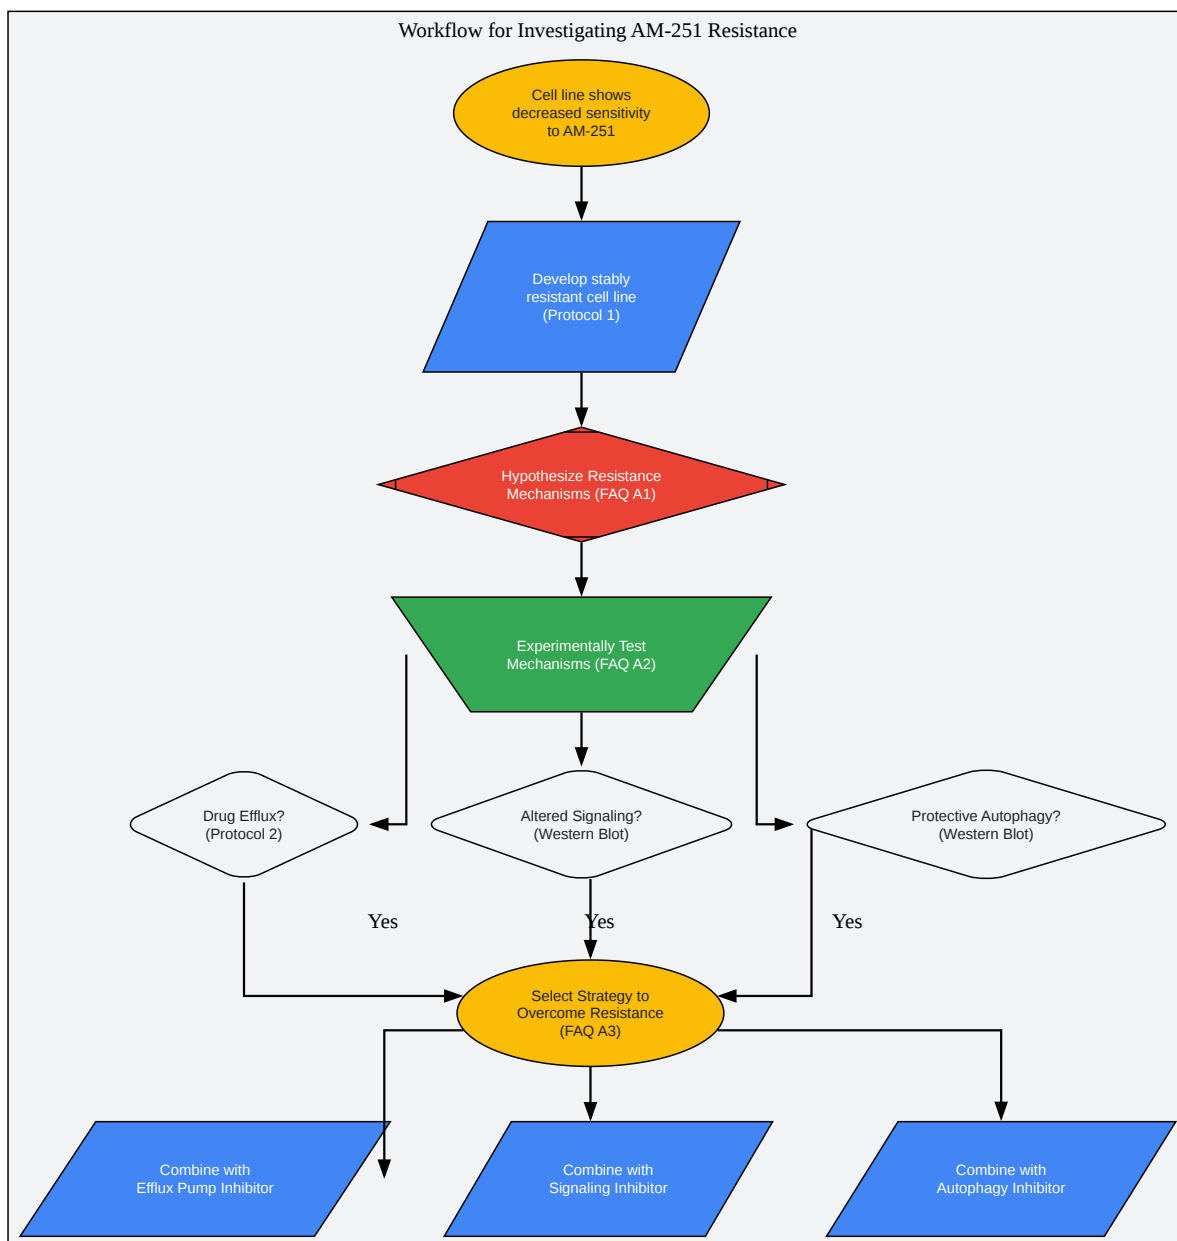 Workflow for Investigating AM-251 Resistance
Cell line shows
decreased sensitivity
to AM-251
Develop stably
resistant cell line
(Protocol 1)
Hypothesize Resistance
Mechanisms (FAQ A1)
Experimentally Test
Mechanisms (FAQ A2)
Drug Efflux?
(Protocol 2)
Altered Signaling?
(Western Blot)
Protective Autophagy?
(Western Blot)
Yes
Yes
Yes
Select Strategy to
Overcome Resistance
(FAQ A3)
Combine with
Efflux Pump Inhibitor
Combine with
Signaling Inhibitor
Combine with
Autophagy Inhibitor